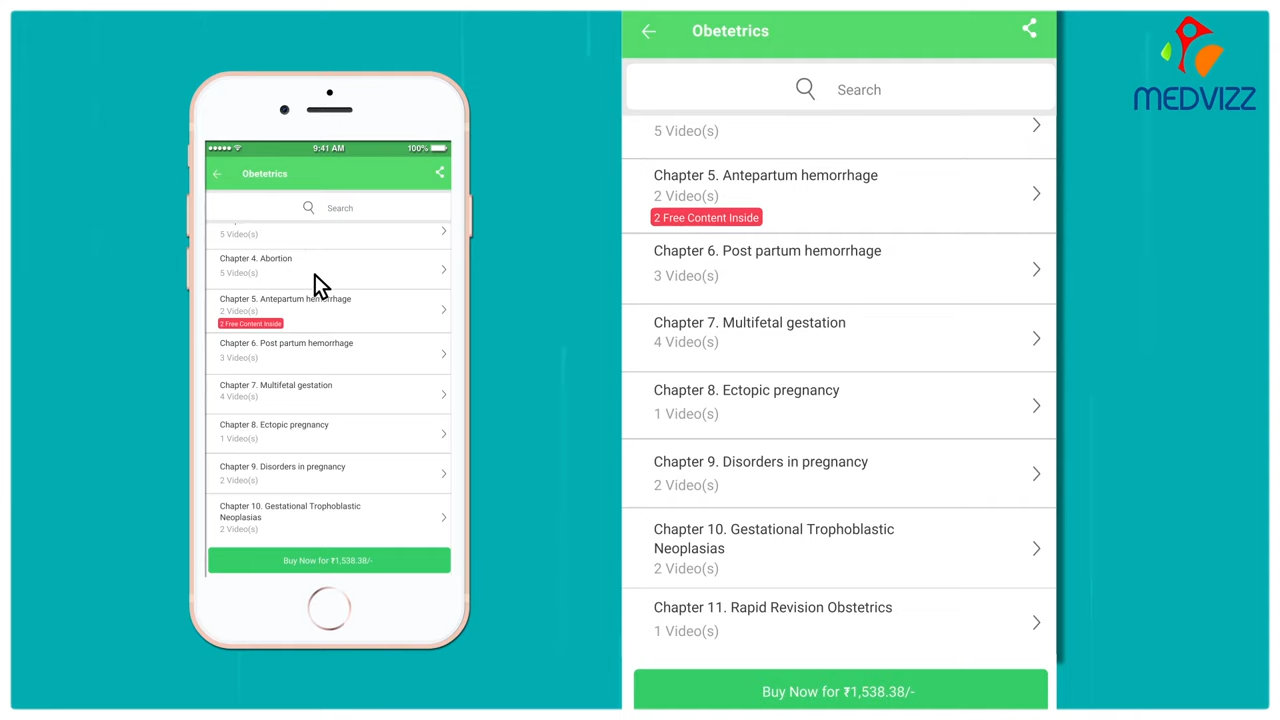 9:41 AM
100%
Obetetrics
Search
5 Video(s)
Chapter 4. Abortion
5 Video(s)
Chapter 5. Antepartum hemorrhage
2 Video(s)
2 Free Content Inside
Chapter 6. Post partum hemorrhage
3 Video(s)
Chapter 7. Multifetal gestation
4 Video(s)
Chapter 8. Ectopic pregnancy
1 Video(s)
Chapter 9. Disorders in pregnancy
2 Video(s)
Chapter 10. Gestational Trophoblastic
Neoplasias
2 Video(s)
Buy Now for ₹1,538.38/-
Obetetrics
Search
5 Video(s)
Chapter 5. Antepartum hemorrhage
2 Video(s)
2 Free Content Inside
Chapter 6. Post partum hemorrhage
3 Video(s)
Chapter 7. Multifetal gestation
4 Video(s)
Chapter 8. Ectopic pregnancy
1 Video(s)
Chapter 9. Disorders in pregnancy
2 Video(s)
Chapter 10. Gestational Trophoblastic
Neoplasias
2 Video(s)
Chapter 11. Rapid Revision Obstetrics
1 Video(s)
Buy Now for ₹1,538.38/-
MEDVIZZ